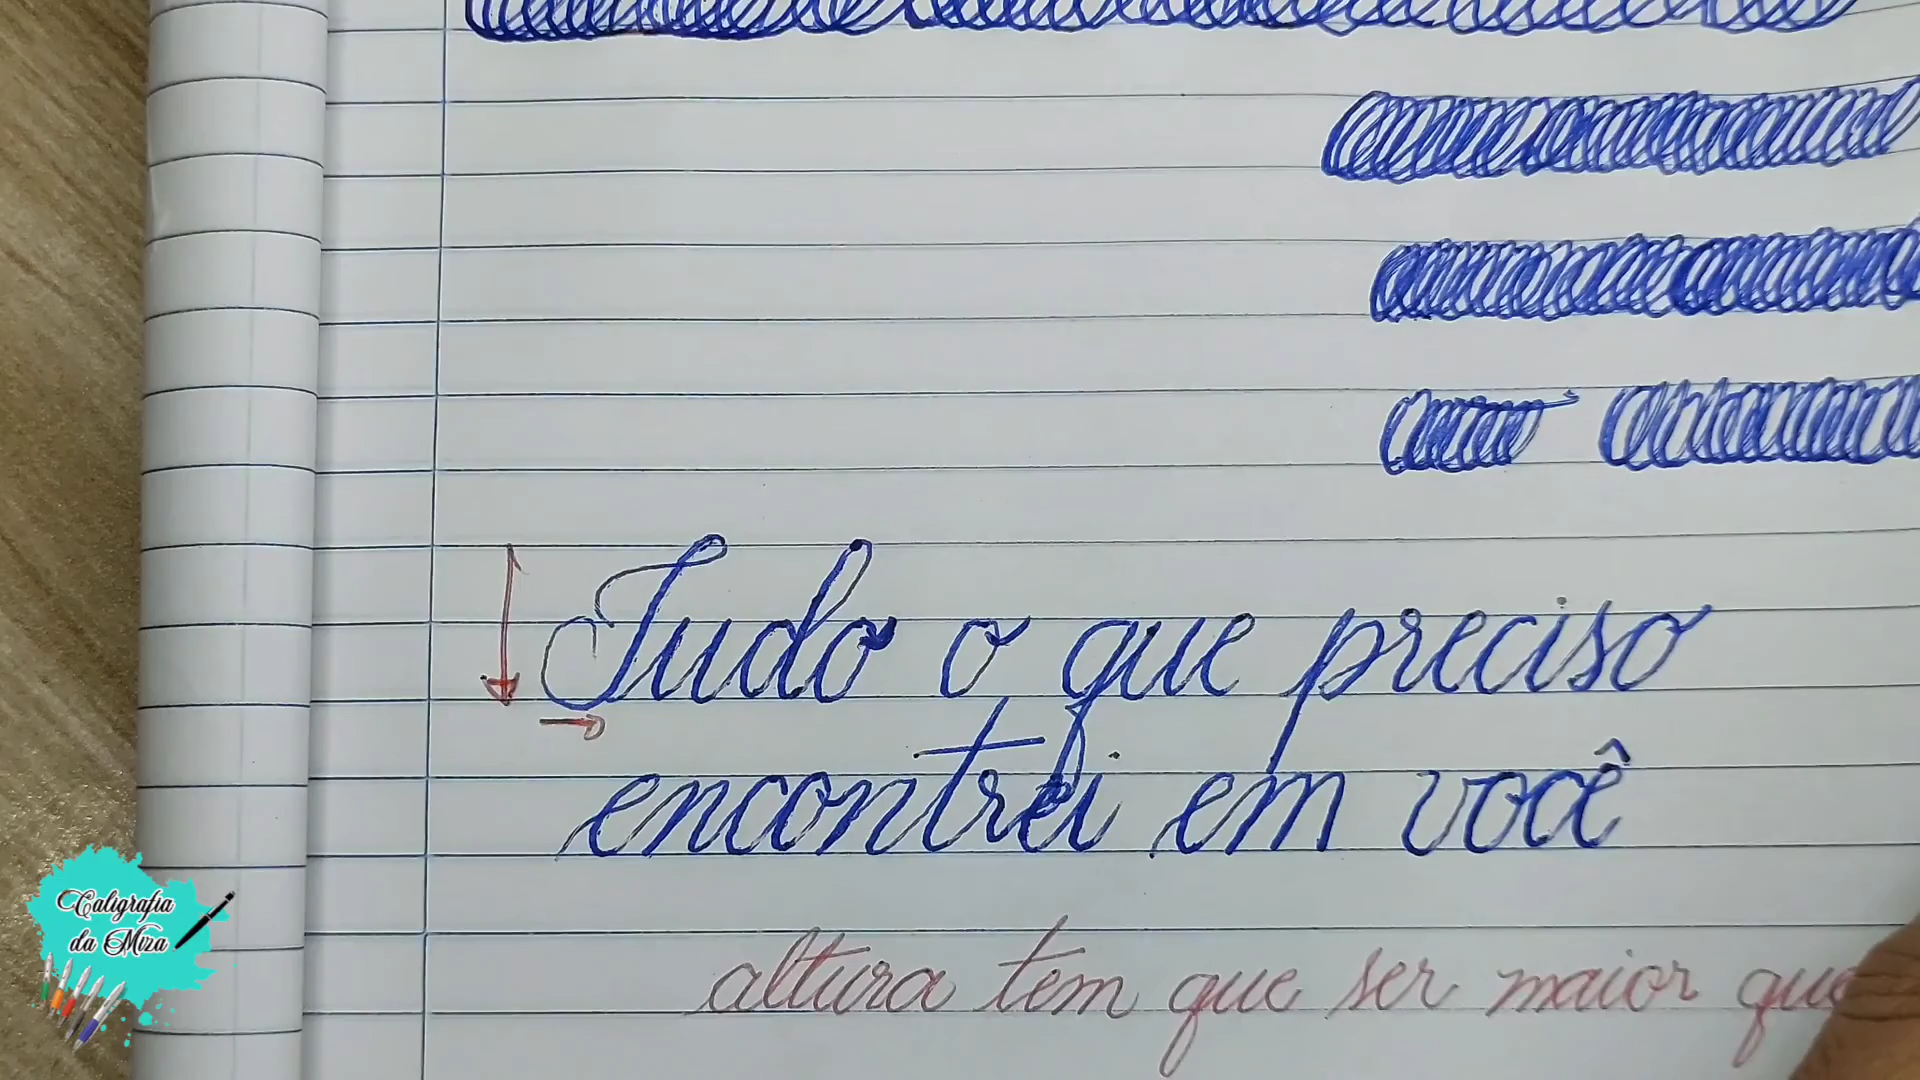 Tudo o que preciso
encontrei em você
altura tem que ser maior que
Caligrafia
da Miza